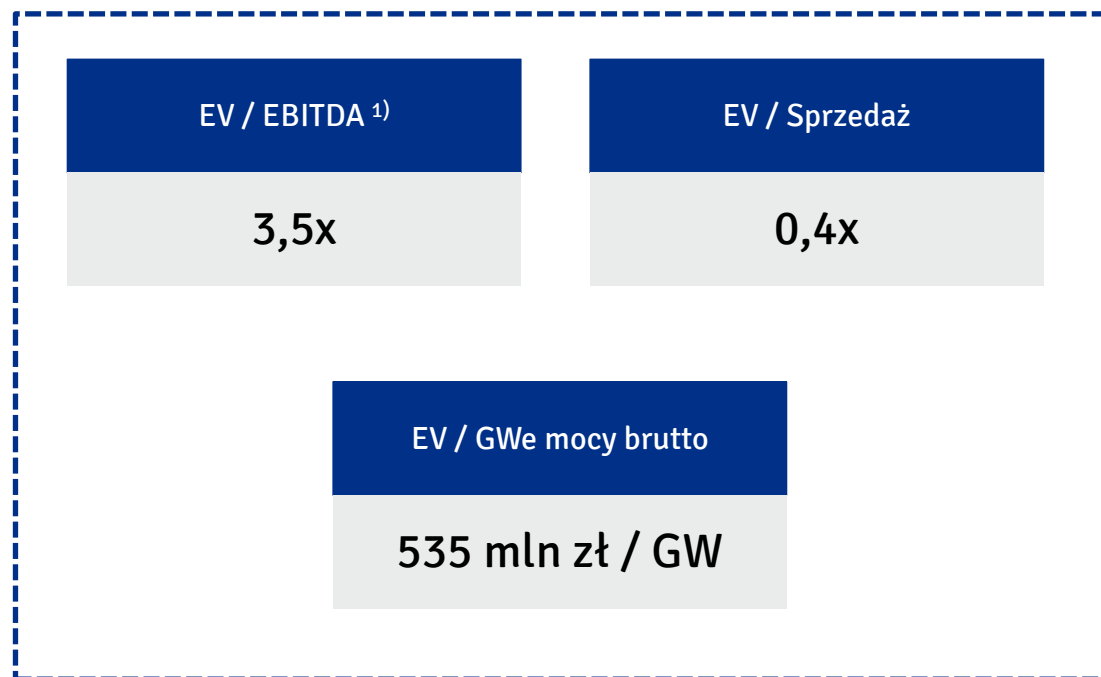 EV / EBITDA 1)
EV / Sprzedaż
3,5x
0,4x
EV / GWe mocy brutto
535 mln zł / GW